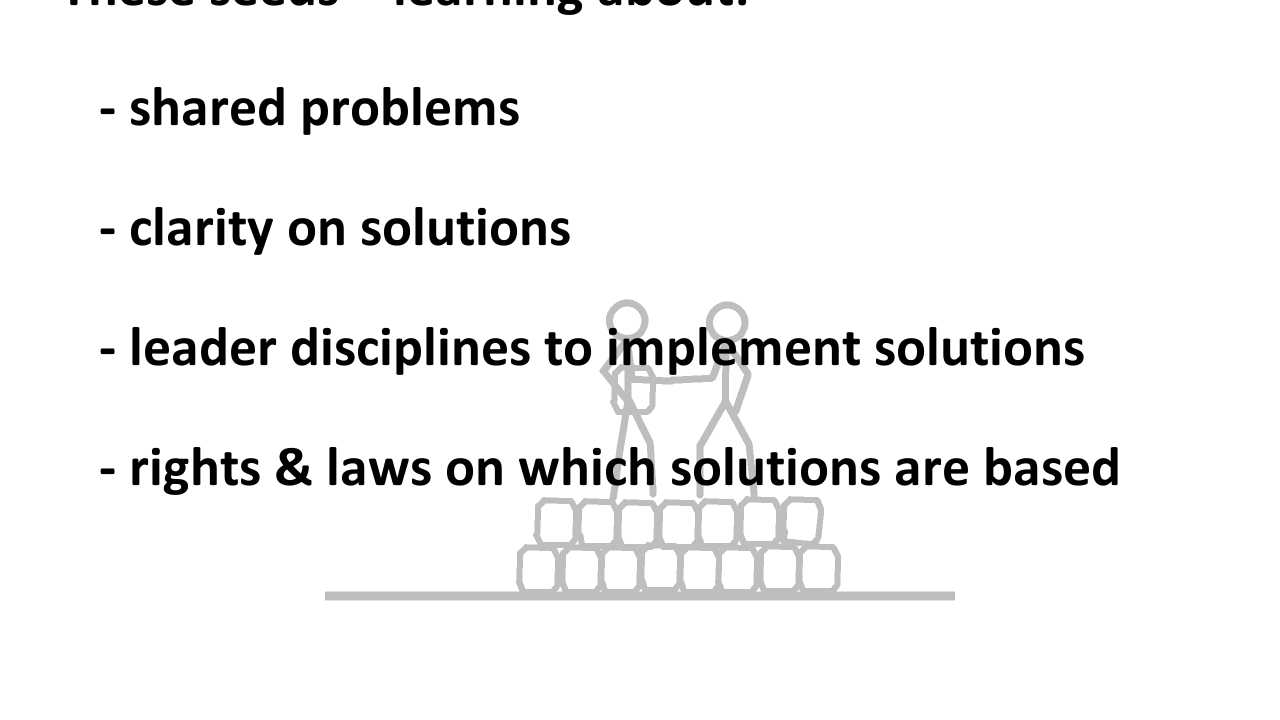 These seeds – learning about:
- shared problems
- clarity on solutions
- leader disciplines to implement solutions
- rights & laws on which solutions are based